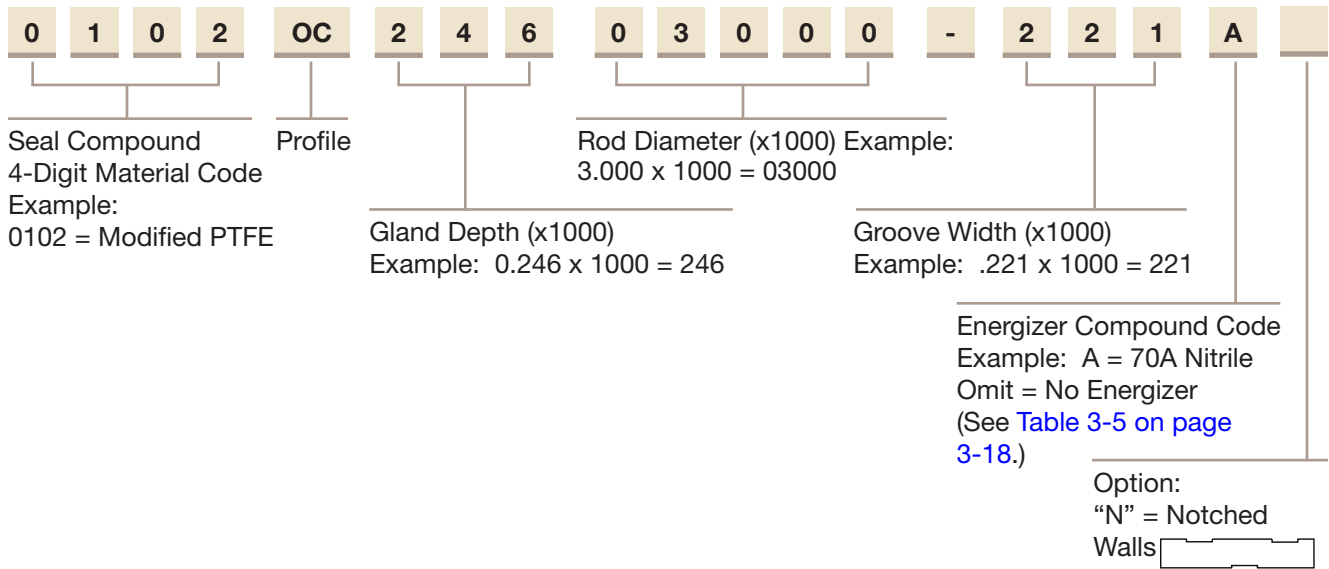 0 1 0 2 OC 2 4 6 0 3 0 0 0 - 2 2 1 A
Seal Compound
4-Digit Material Code
Example:
0102 = Modified PTFE
Profile
Gland Depth (x1000)
Example: 0.246 x 1000 = 246
Rod Diameter (x1000) Example:
3.000 x 1000 = 03000
Groove Width (x1000)
Example: .221 x 1000 = 221
Energizer Compound Code
Example: A = 70A Nitrile
Omit = No Energizer
(See Table 3-5 on page
3-18.)
Option:
“N” = Notched
Walls